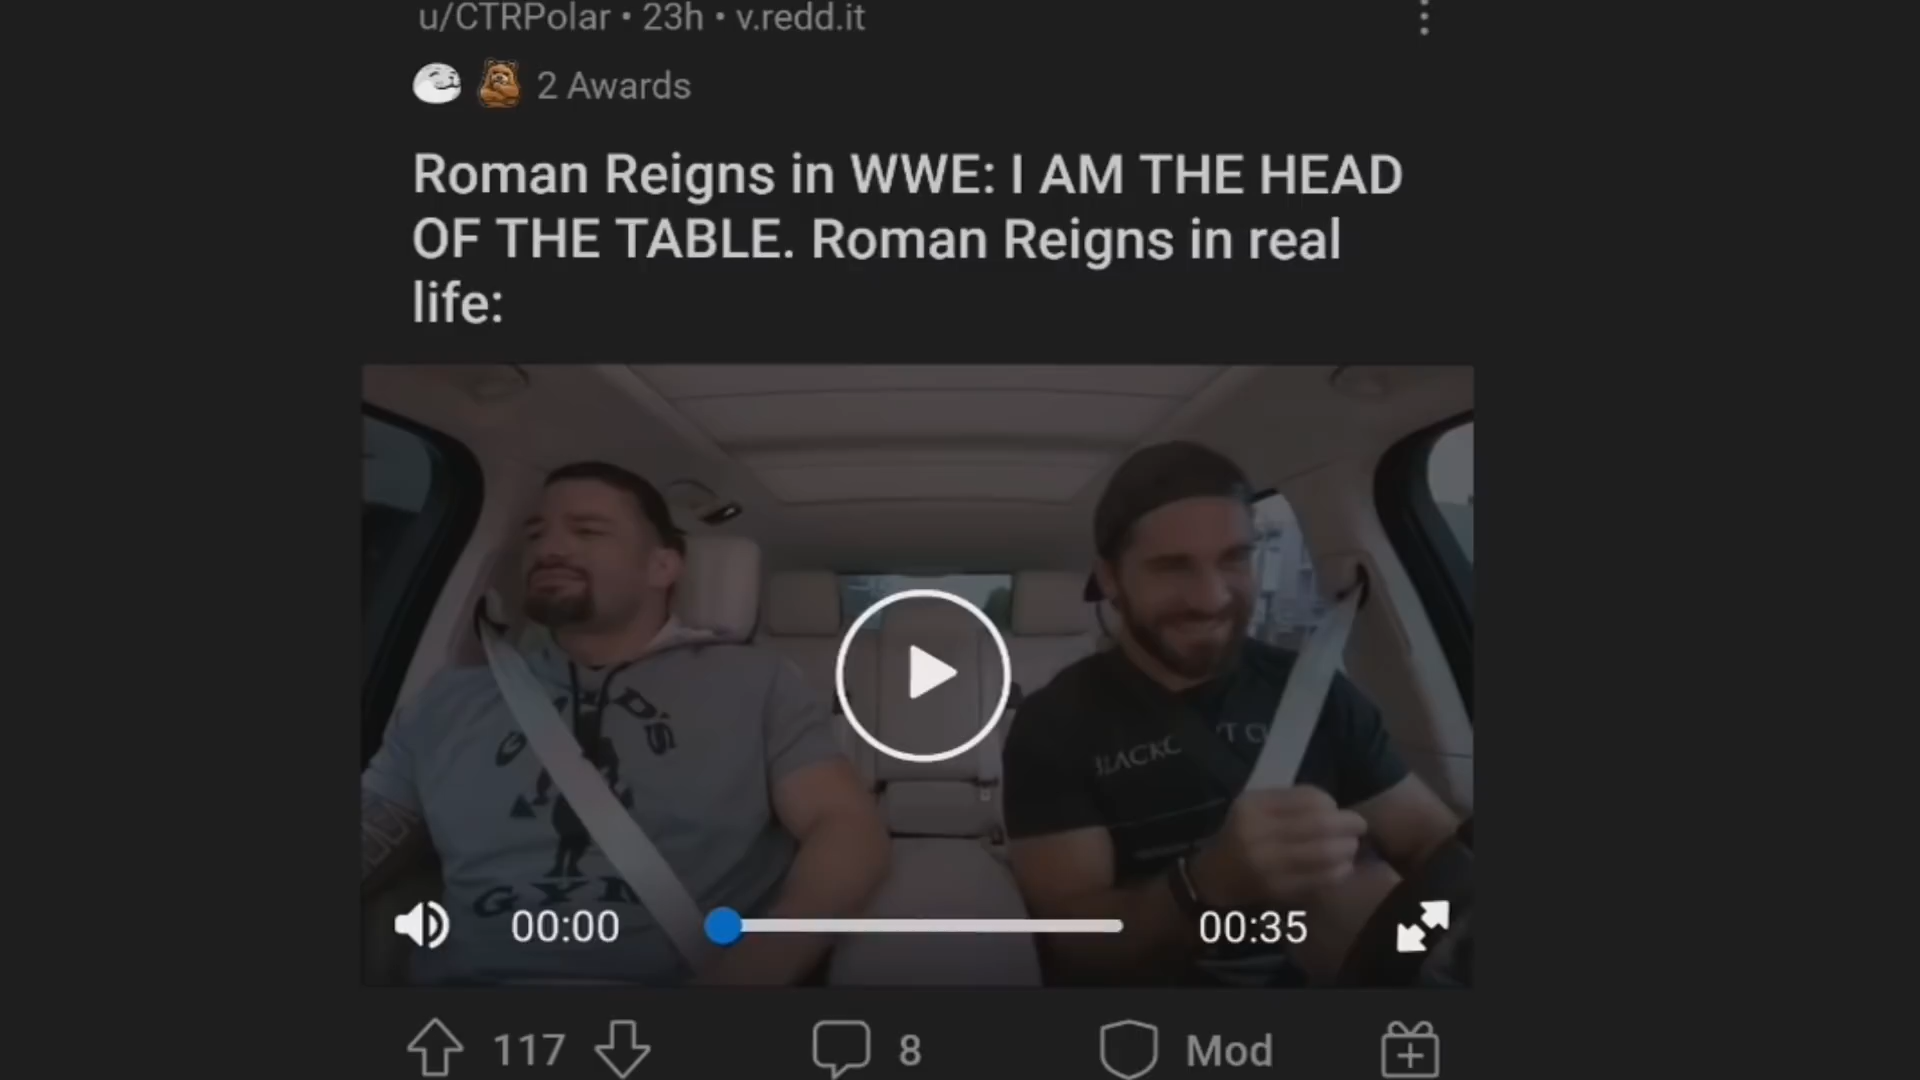 u/CTRPolar • 23h • v.redd.it
2 Awards
Roman Reigns in WWE: I AM THE HEAD
OF THE TABLE. Roman Reigns in real
life:
GYM
00:00
00:35
117
8
Mod